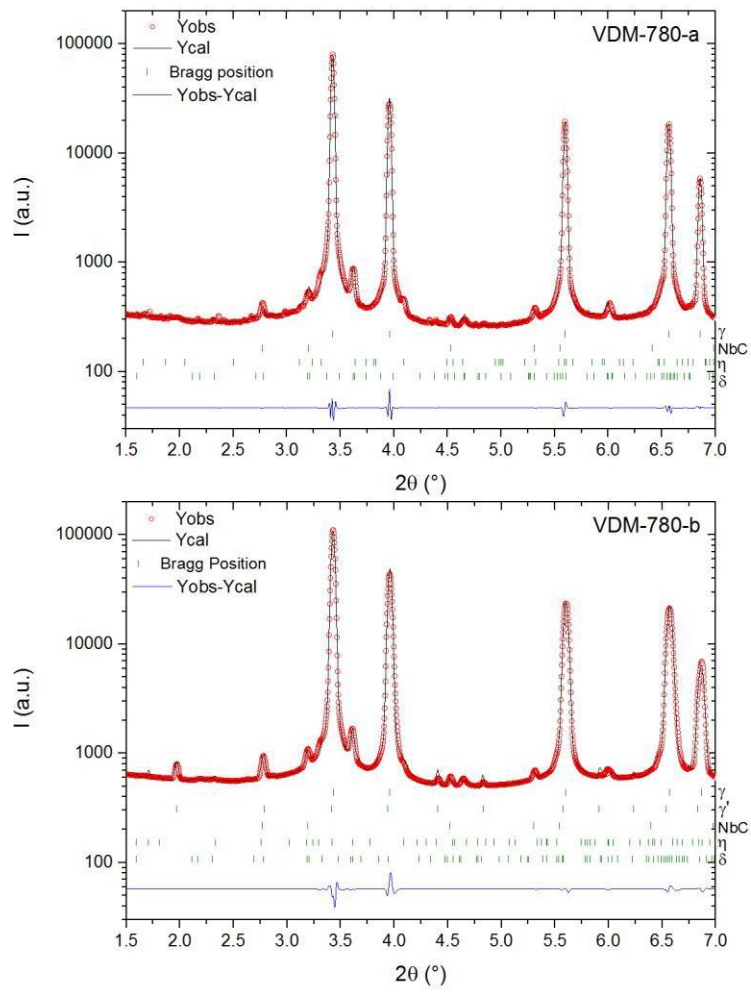 Yobs
Ycal
Bragg position
Yobs-Ycal
VDM-780-a
100000
10000
1000
100
I (a.u.)
γ
NbC
η
δ
1.5 2.0 2.5 3.0 3.5 4.0 4.5 5.0 5.5 6.0 6.5 7.0
2θ (°)
Yobs
Ycal
Bragg Position
Yobs-Ycal
VDM-780-b
100000
10000
1000
100
I (a.u.)
γ
γ'
NbC
η
δ
1.5 2.0 2.5 3.0 3.5 4.0 4.5 5.0 5.5 6.0 6.5 7.0
2θ (°)